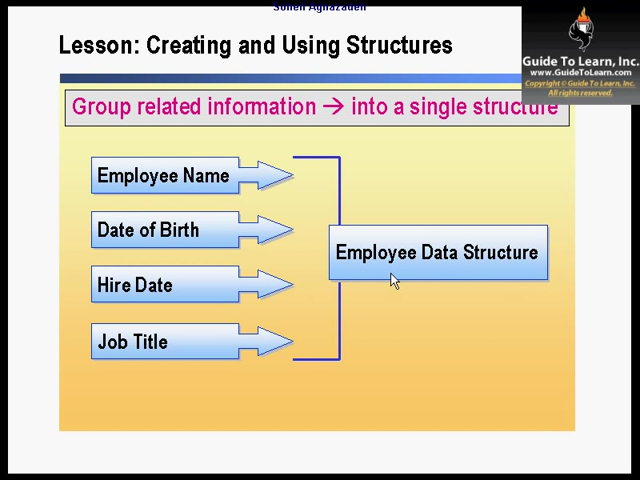 Soheil Aghazadeh
Lesson: Creating and Using Structures
Guide To Learn, Inc.
www.GuideToLearn.com
Copyright © Guide To Learn, Inc.
All rights reserved.
Group related information → into a single structure
Employee Name
Date of Birth
Employee Data Structure
Hire Date
Job Title